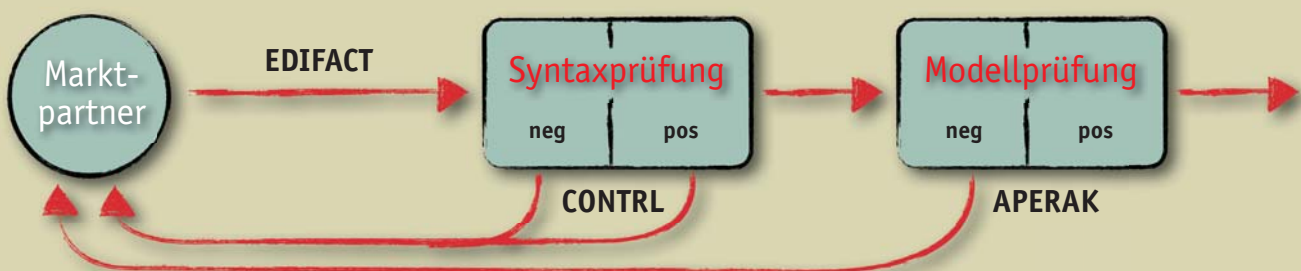 Markt-
partner
EDIFACT
Syntaxprüfung
neg pos
CONTRL
Modellprüfung
neg pos
APERAK